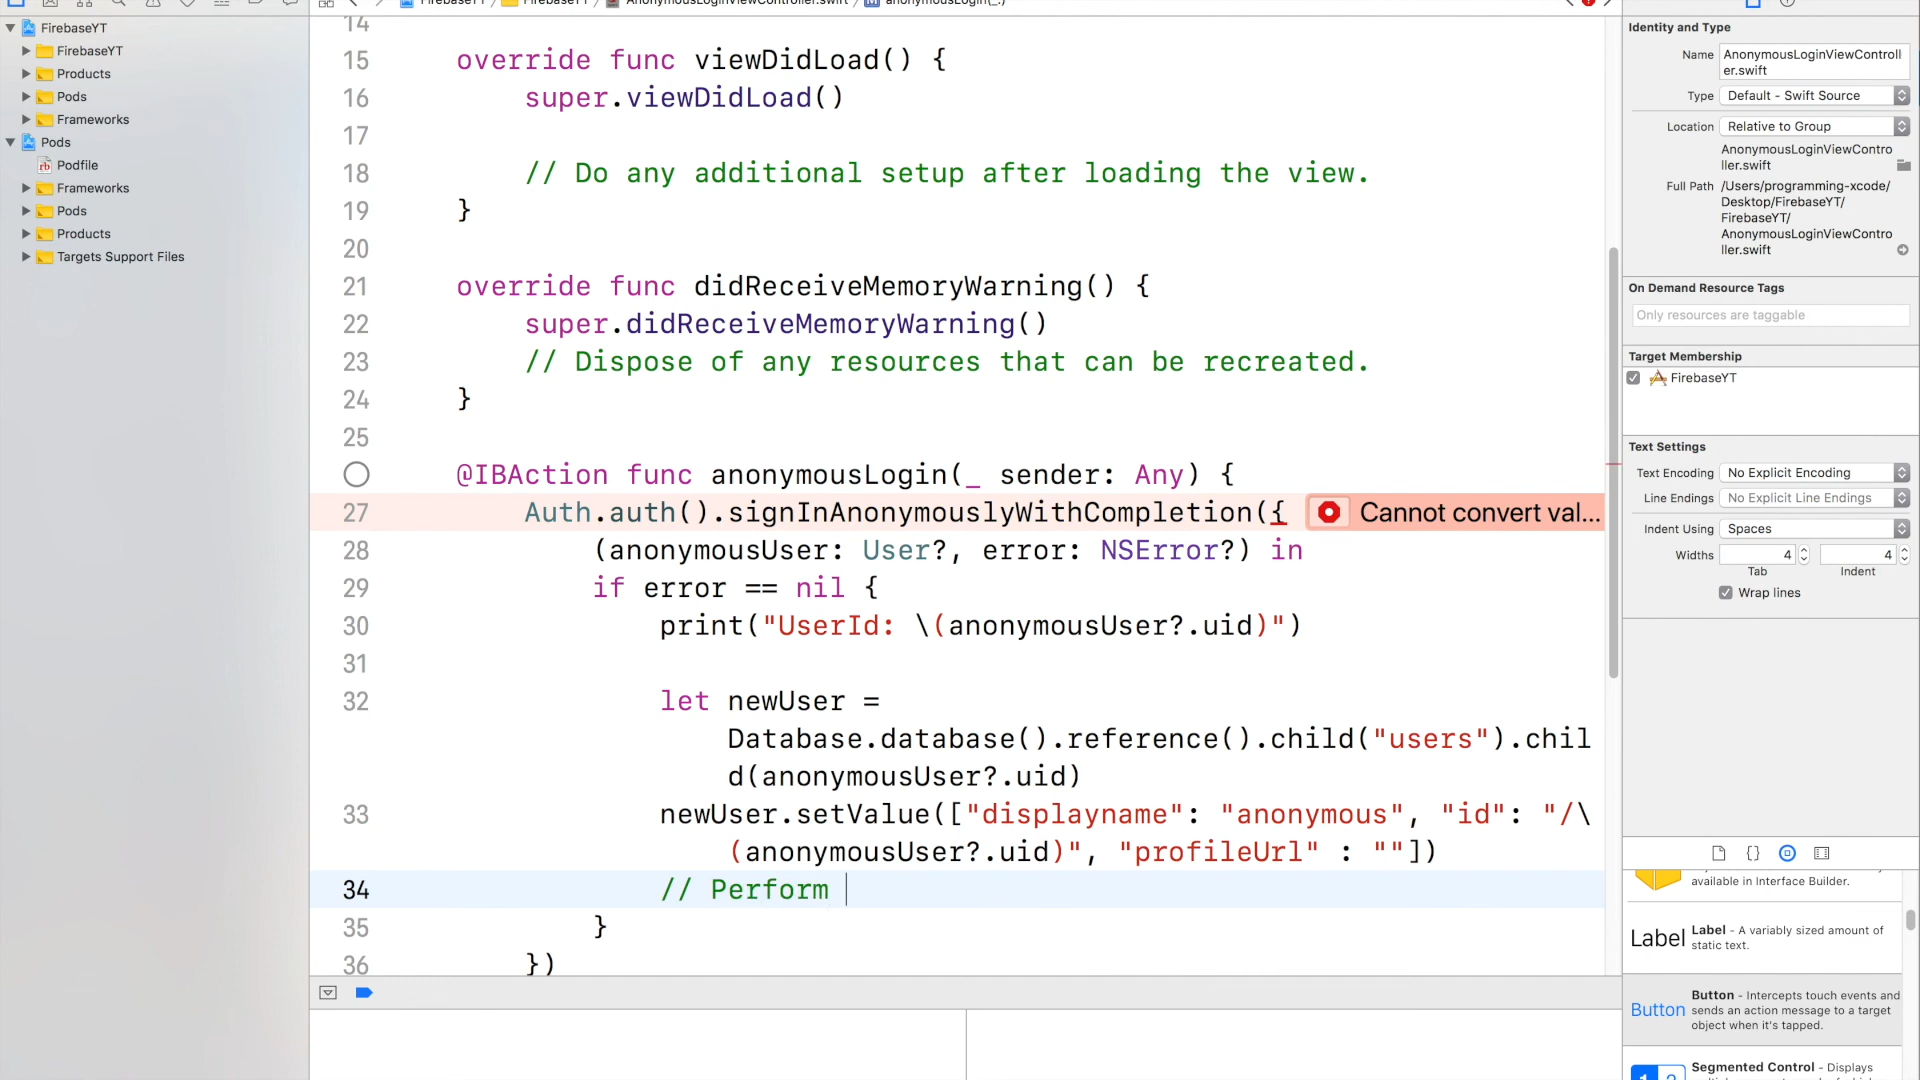 FirebaseYT
FirebaseYT
Products
Pods
Frameworks
Pods
Podfile
Frameworks
Pods
Products
Targets Support Files
14
15 override func viewDidLoad() {
16 super.viewDidLoad()
17
18 // Do any additional setup after loading the view.
19 }
20
21 override func didReceiveMemoryWarning() {
22 super.didReceiveMemoryWarning()
23 // Dispose of any resources that can be recreated.
24 }
25
@IBAction func anonymousLogin(_ sender: Any) {
27 Auth.auth().signInAnonymouslyWithCompletion({ Cannot convert val...
28 (anonymousUser: User?, error: NSError?) in
29 if error == nil {
30 print("UserId: \(anonymousUser?.uid)")
31
32 let newUser =
Database.database().reference().child("users").chil
d(anonymousUser?.uid)
33 newUser.setValue(["displayname": "anonymous", "id": "/\
(anonymousUser?.uid)", "profileUrl" : ""])
34 // Perform
35 }
36 })
Identity and Type
Name AnonymousLoginViewControll
er.swift
Type Default - Swift Source
Location Relative to Group
AnonymousLoginViewContro
ller.swift
Full Path /Users/programming-xcode/
Desktop/FirebaseYT/
FirebaseYT/
AnonymousLoginViewContro
ller.swift
On Demand Resource Tags
Only resources are taggable
Target Membership
FirebaseYT
Text Settings
Text Encoding No Explicit Encoding
Line Endings No Explicit Line Endings
Indent Using Spaces
Widths 4 4
Tab Indent
Wrap lines
available in Interface Builder.
Label Label - A variably sized amount of
static text.
Button - Intercepts touch events and
Button sends an action message to a target
object when it's tapped.
Segmented Control - Displays